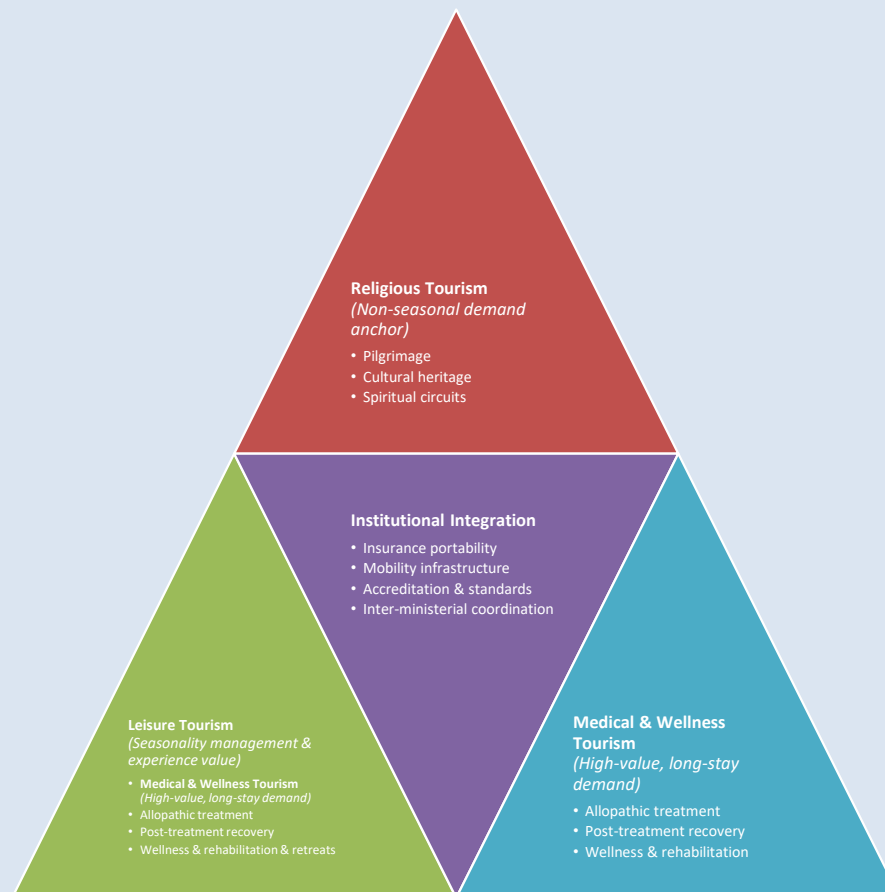 Religious Tourism
(Non-seasonal demand
anchor)
• Pilgrimage
• Cultural heritage
• Spiritual circuits
Institutional Integration
• Insurance portability
• Mobility infrastructure
• Accreditation & standards
• Inter-ministerial coordination
Leisure Tourism
(Seasonality management &
experience value)
• Medical & Wellness Tourism
(High-value, long-stay demand)
• Allopathic treatment
• Post-treatment recovery
• Wellness & rehabilitation & retreats
Medical & Wellness
Tourism
(High-value, long-stay
demand)
• Allopathic treatment
• Post-treatment recovery
• Wellness & rehabilitation